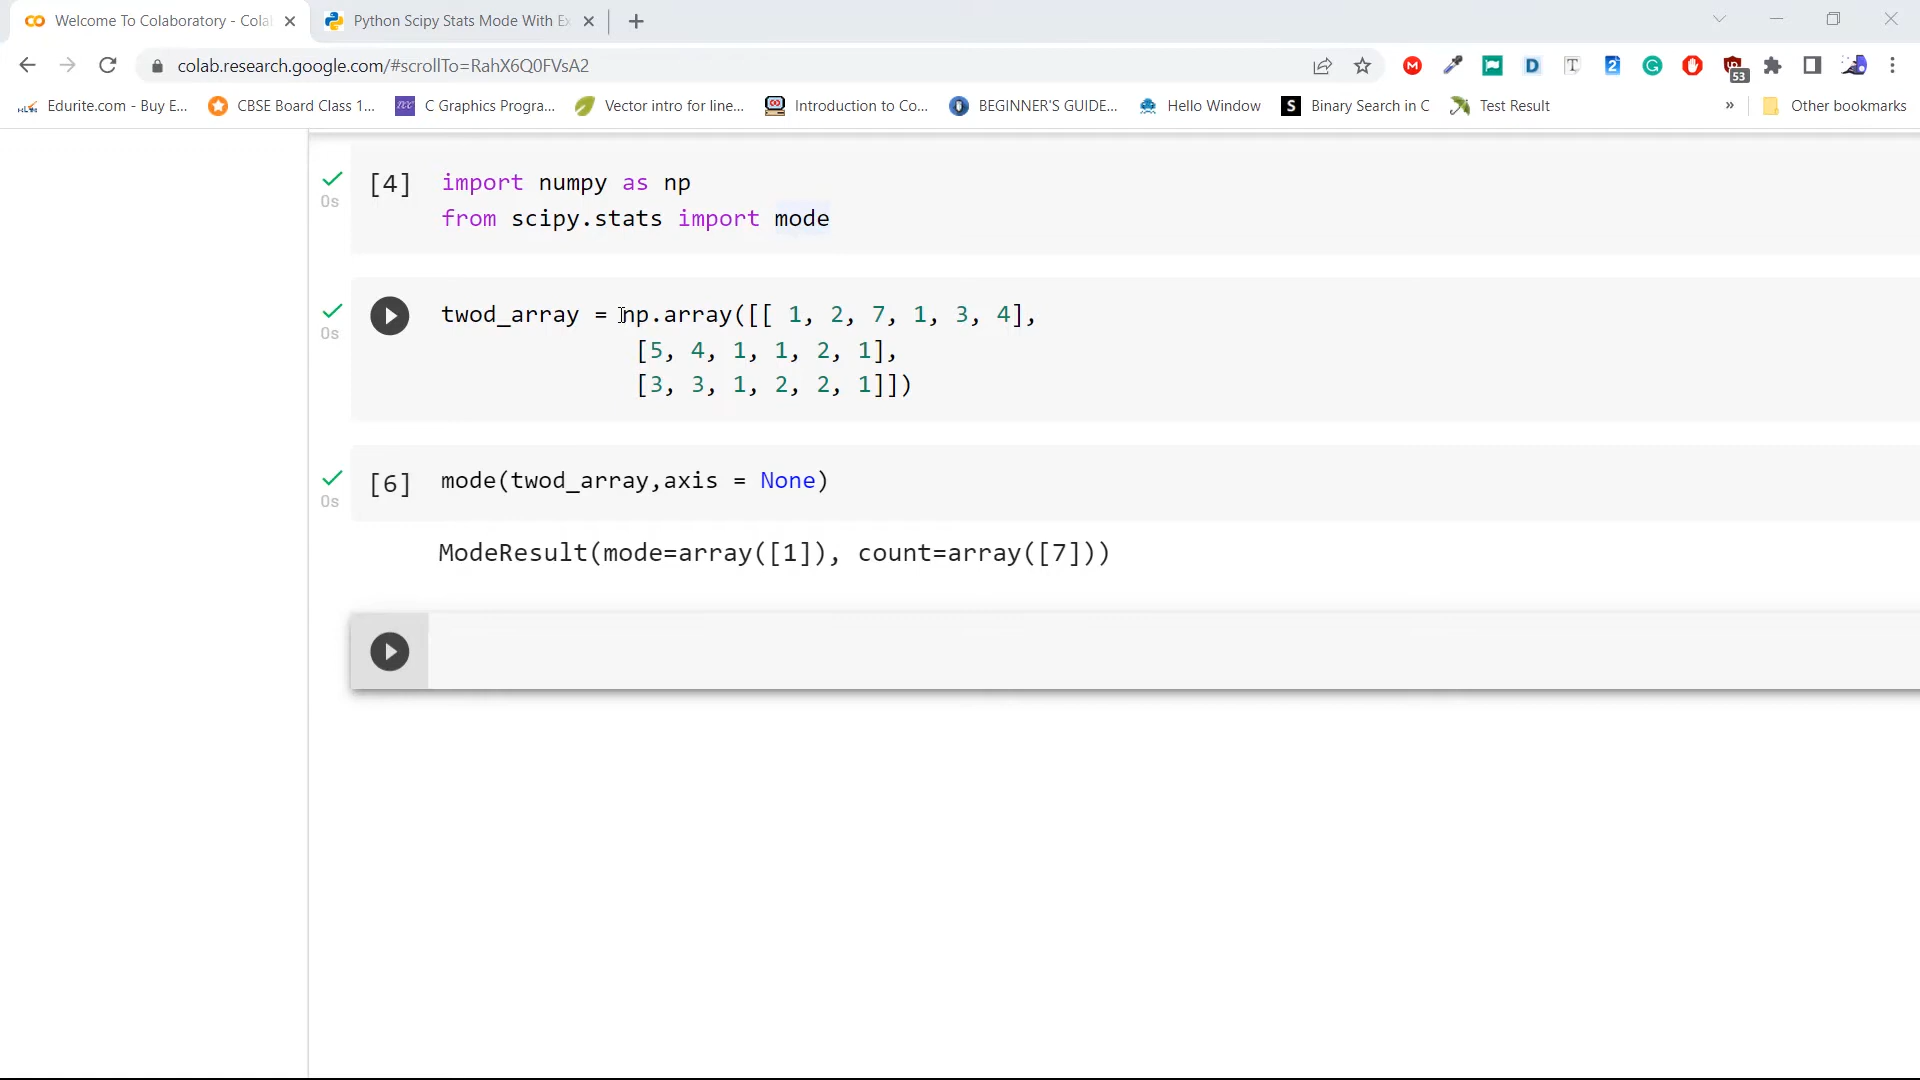 Welcome To Colaboratory - Cola
Python Scipy Stats Mode With Ex
colab.research.google.com/#scrollTo=RahX6Q0FVsA2
53
Edurite.com - Buy E...
CBSE Board Class 1...
C Graphics Progra...
Vector intro for line...
Introduction to Co...
BEGINNER'S GUIDE...
Hello Window
Binary Search in C
Test Result
»
Other bookmarks
0s
[4]
import numpy as np
from scipy.stats import mode
0s
twod_array = np.array([[ 1, 2, 7, 1, 3, 4],
[5, 4, 1, 1, 2, 1],
[3, 3, 1, 2, 2, 1]])
0s
[6]
mode(twod_array,axis = None)
ModeResult(mode=array([1]), count=array([7]))